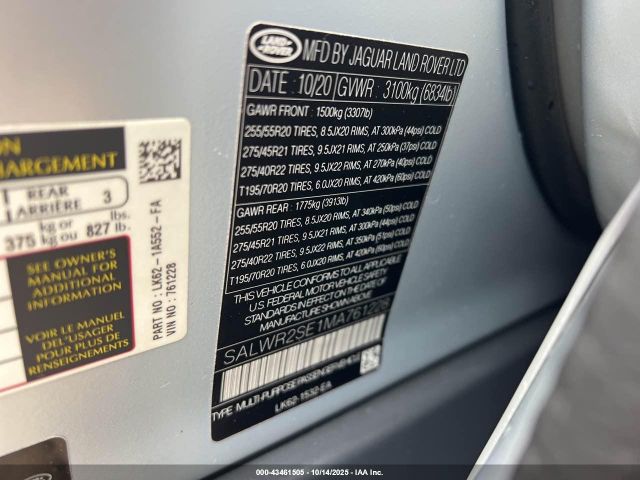 ON
CHARGEMENT
REAR
ARRIÈRE 3
375 kg or kg ou 827 lbs. lb.
SEE OWNER'S
MANUAL FOR
ADDITIONAL
INFORMATION
VOIR LE MANUEL
POUR PLUS DE
RENSEIGNEMENTS
PART NO : LK62-1A552-FA
VIN NO : 761228
LAND-
ROVER
MFD BY JAGUAR LAND ROVER LTD
DATE : 10/20 GVWR : 3100kg (6834lb)
GAWR FRONT : 1500kg (3307lb)
255/55R20 TIRES, 8.5JX20 RIMS, AT 300kPa (44psi) COLD
275/45R21 TIRES, 9.5JX21 RIMS, AT 250kPa (37psi) COLD
275/40R22 TIRES, 9.5JX22 RIMS, AT 270kPa (40psi) COLD
T195/70R20 TIRES, 6.0JX20 RIMS, AT 420kPa (60psi) COLD
GAWR REAR : 1775kg (3913lb)
255/55R20 TIRES, 8.5JX20 RIMS, AT 340kPa (50psi) COLD
275/45R21 TIRES, 9.5JX21 RIMS, AT 300kPa (44psi) COLD
275/40R22 TIRES, 9.5JX22 RIMS, AT 350kPa (51psi) COLD
T195/70R20 TIRES, 6.0JX20 RIMS, AT 420kPa (60psi) COLD
THIS VEHICLE CONFORMS TO ALL APPLICABLE
U.S. FEDERAL MOTOR VEHICLE SAFETY
STANDARDS IN EFFECT ON THE DATE OF
MANUFACTURE SHOWN ABOVE
SALWR2SE1MA761228
TYPE : MULTI-PURPOSE PASSENGER VEHICLE
LK62-1532-EA
000-43461505 | 10/14/2025 | IAA Inc.